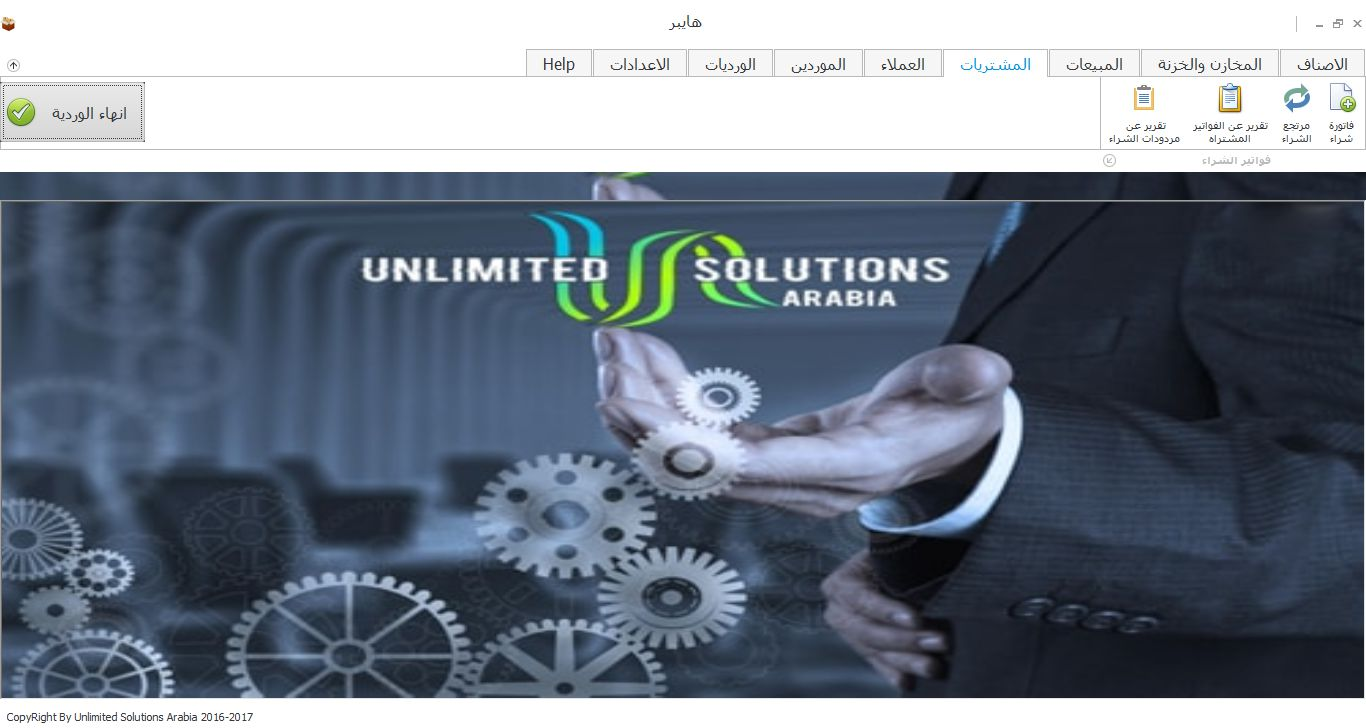 هايبر
الاصناف
المخازن والخزنة
المبيعات
المشتريات
العملاء
الموردين
الورديات
الاعدادات
Help
فاتورة
شراء
مرتجع
الشراء
تقرير عن الفواتير
المشتراه
تقرير عن
مردودات الشراء
انهاء الوردية
فواتير الشراء
UNLIMITED SOLUTIONS
ARABIA
CopyRight By Unlimited Solutions Arabia 2016-2017